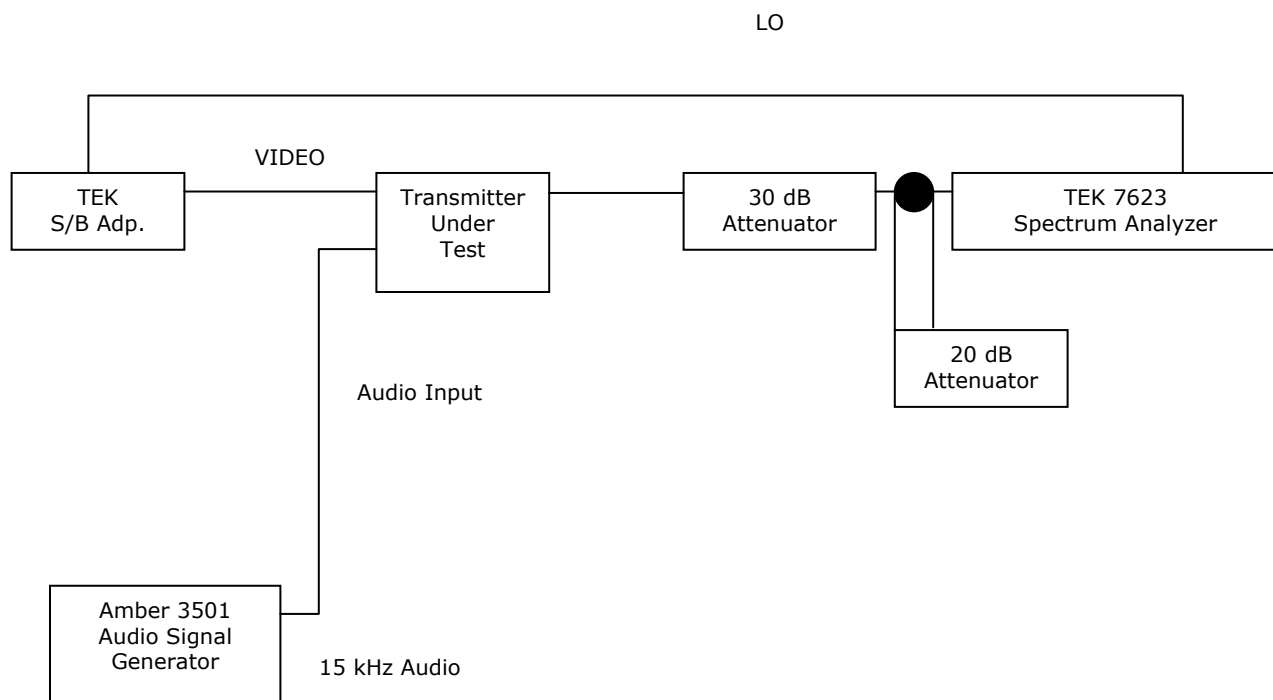 LO
VIDEO
TEK
S/B Adp.
Transmitter
Under
Test
30 dB
Attenuator
TEK 7623
Spectrum Analyzer
20 dB
Attenuator
Audio Input
Amber 3501
Audio Signal
Generator
15 kHz Audio